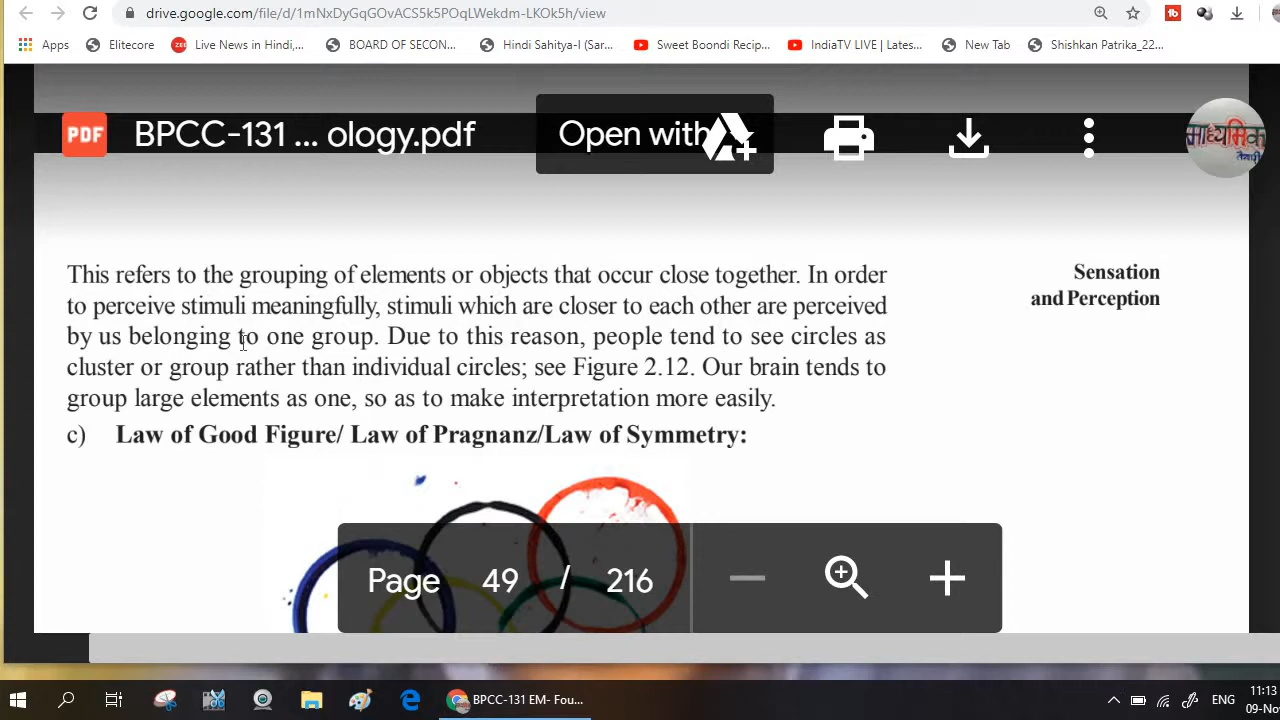 drive.google.com/file/d/1mNxDyGqGOvACS5k5POqLWekdm-LKOk5h/view
Apps Elitecore Live News in Hindi,... BOARD OF SECON... Hindi Sahitya-I (Sar... Sweet Boondi Recip... IndiaTV LIVE| Lates... New Tab Shishkan Patrika_22...
PDF BPCC-131 ... ology.pdf Open with माध्यमिक
This refers to the grouping of elements or objects that occur close together. In order
to perceive stimuli meaningfully, stimuli which are closer to each other are perceived
by us belonging to one group. Due to this reason, people tend to see circles as
cluster or group rather than individual circles; see Figure 2.12. Our brain tends to
group large elements as one, so as to make interpretation more easily.
Sensation
and Perception
c) Law of Good Figure/ Law of Pragnanz/Law of Symmetry:
Page 49 / 216
BPCC-131 EM- Fou...
ENG
11:13
09-No